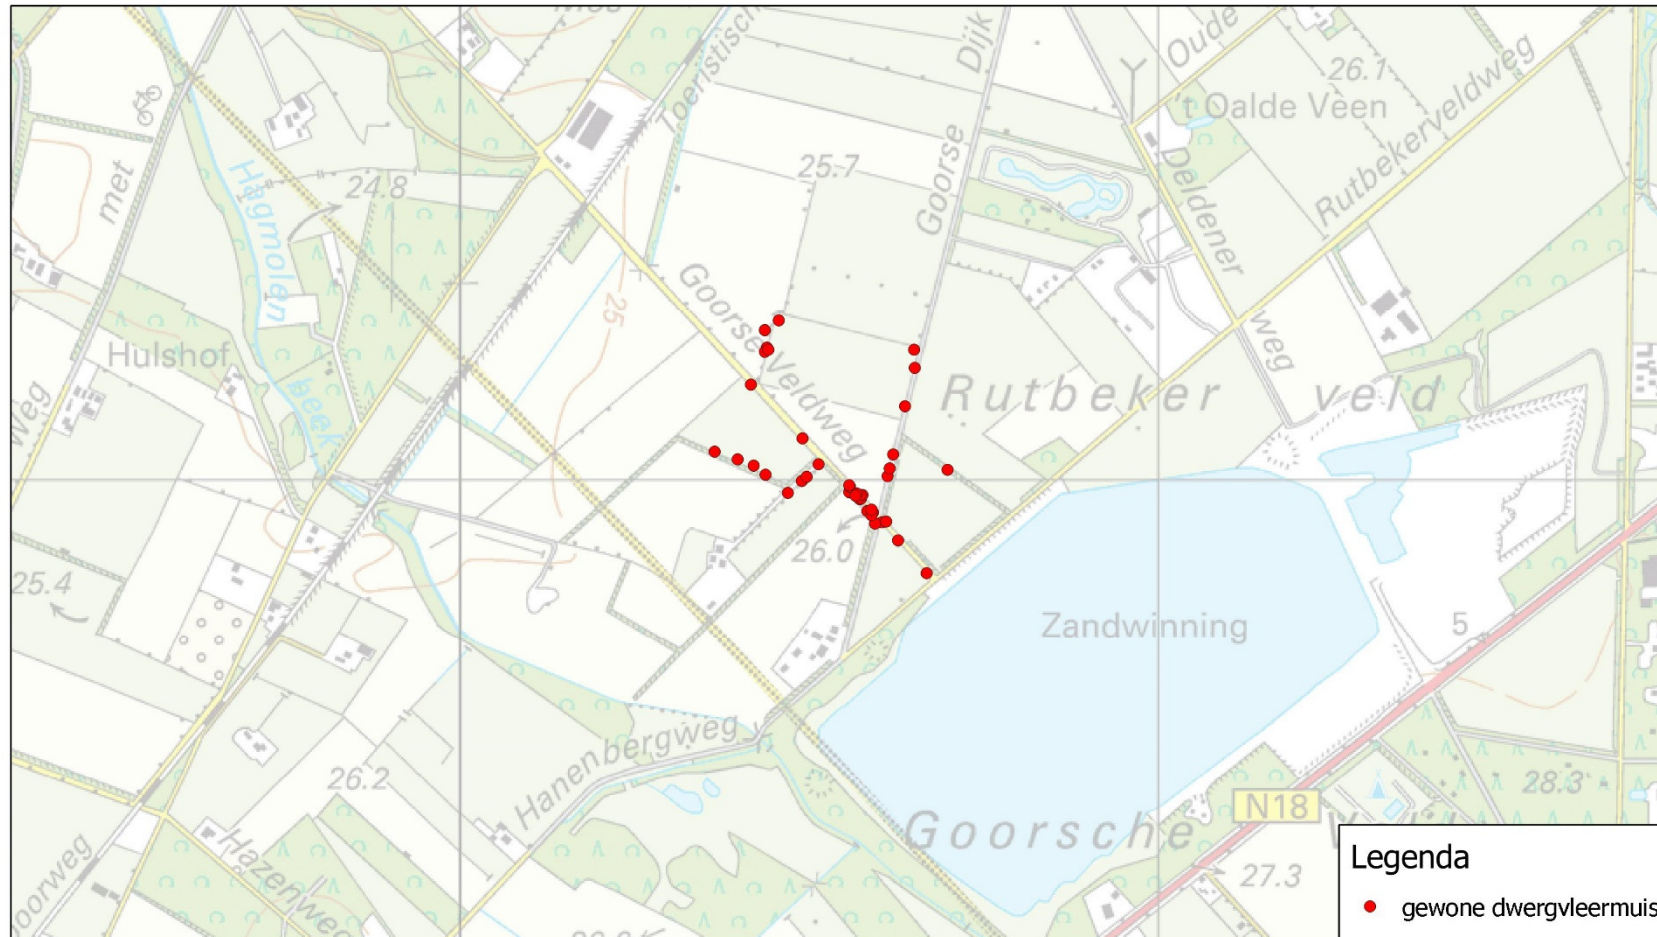 Toeristisch
Dijk
Oude
26.1
't Oalde Veen
Rutbekerveldweg
met
Hagmolen
24.8
25.7
Goorse
Deldener
25
Goorse Veldweg
weg
Hulshof
Rutbeker veld
Weg
beek
26.0
25.4
Zandwinning
5
Hanenbergweg
26.2
28.3
N18
Goorsche
Hazenweg
27.3
Legenda
gewone dwergvleermuis